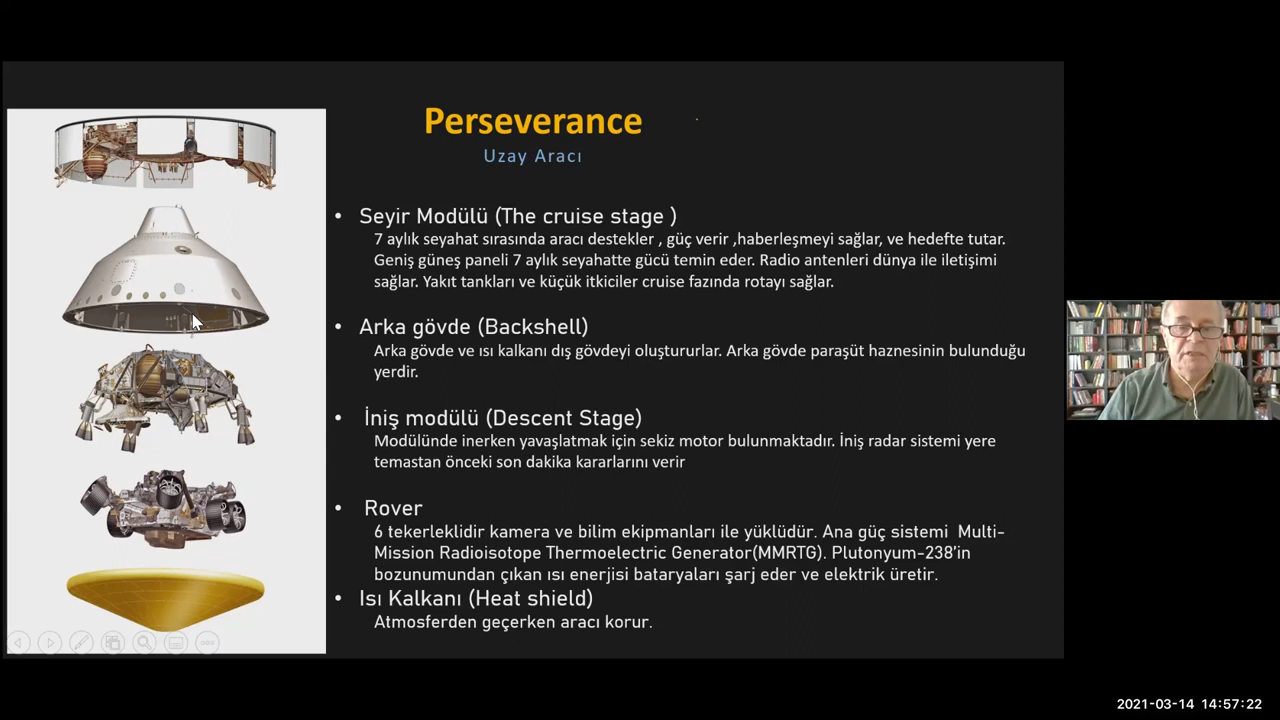 Perseverance
Uzay Aracı
• Seyir Modülü (The cruise stage )
7 aylık seyahat sırasında aracı destekler , güç verir ,haberleşmeyi sağlar, ve hedefte tutar.
Geniş güneş paneli 7 aylık seyahatte gücü temin eder. Radio antenleri dünya ile iletişimi
sağlar. Yakıt tankları ve küçük itkiciler cruise fazında rotayı sağlar.
• Arka gövde (Backshell)
Arka gövde ve ısı kalkanı dış gövdeyi oluştururlar. Arka gövde paraşüt haznesinin bulunduğu
yerdir.
• İniş modülü (Descent Stage)
Modülünde inerken yavaşlatmak için sekiz motor bulunmaktadır. İniş radar sistemi yere
temastan önceki son dakika kararlarını verir
• Rover
6 tekerleklidir kamera ve bilim ekipmanları ile yüklüdür. Ana güç sistemi Multi-
Mission Radioisotope Thermoelectric Generator(MMRTG). Plutonyum-238’in
bozunumundan çıkan ısı enerjisi bataryaları şarj eder ve elektrik üretir.
• Isı Kalkanı (Heat shield)
Atmosferden geçerken aracı korur.
2021-03-14 14:57:22